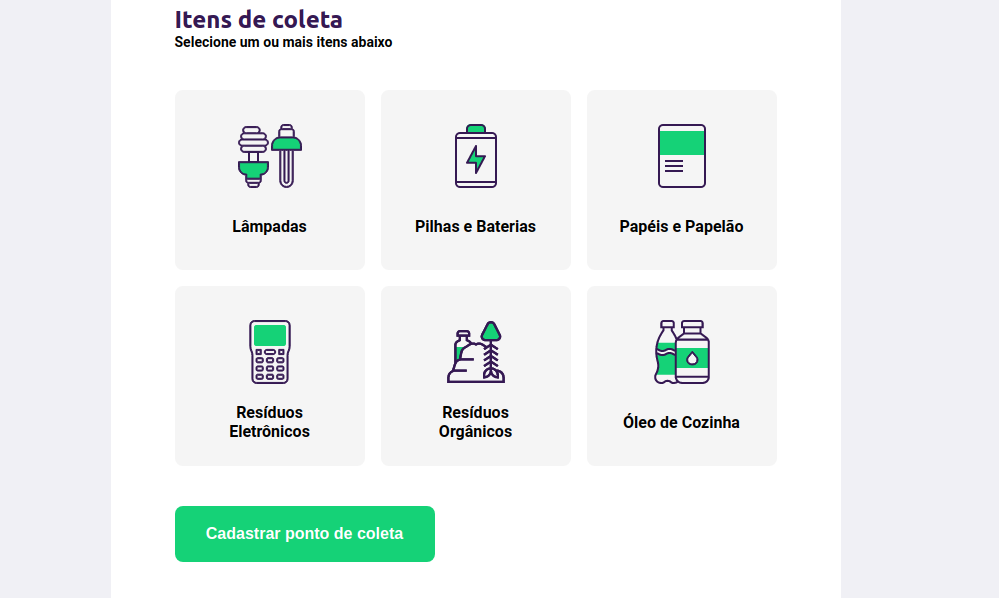 Itens de coleta
Selecione um ou mais itens abaixo
Lâmpadas
Pilhas e Baterias
Papéis e Papelão
Resíduos
Eletrônicos
Resíduos
Orgânicos
Óleo de Cozinha
Cadastrar ponto de coleta